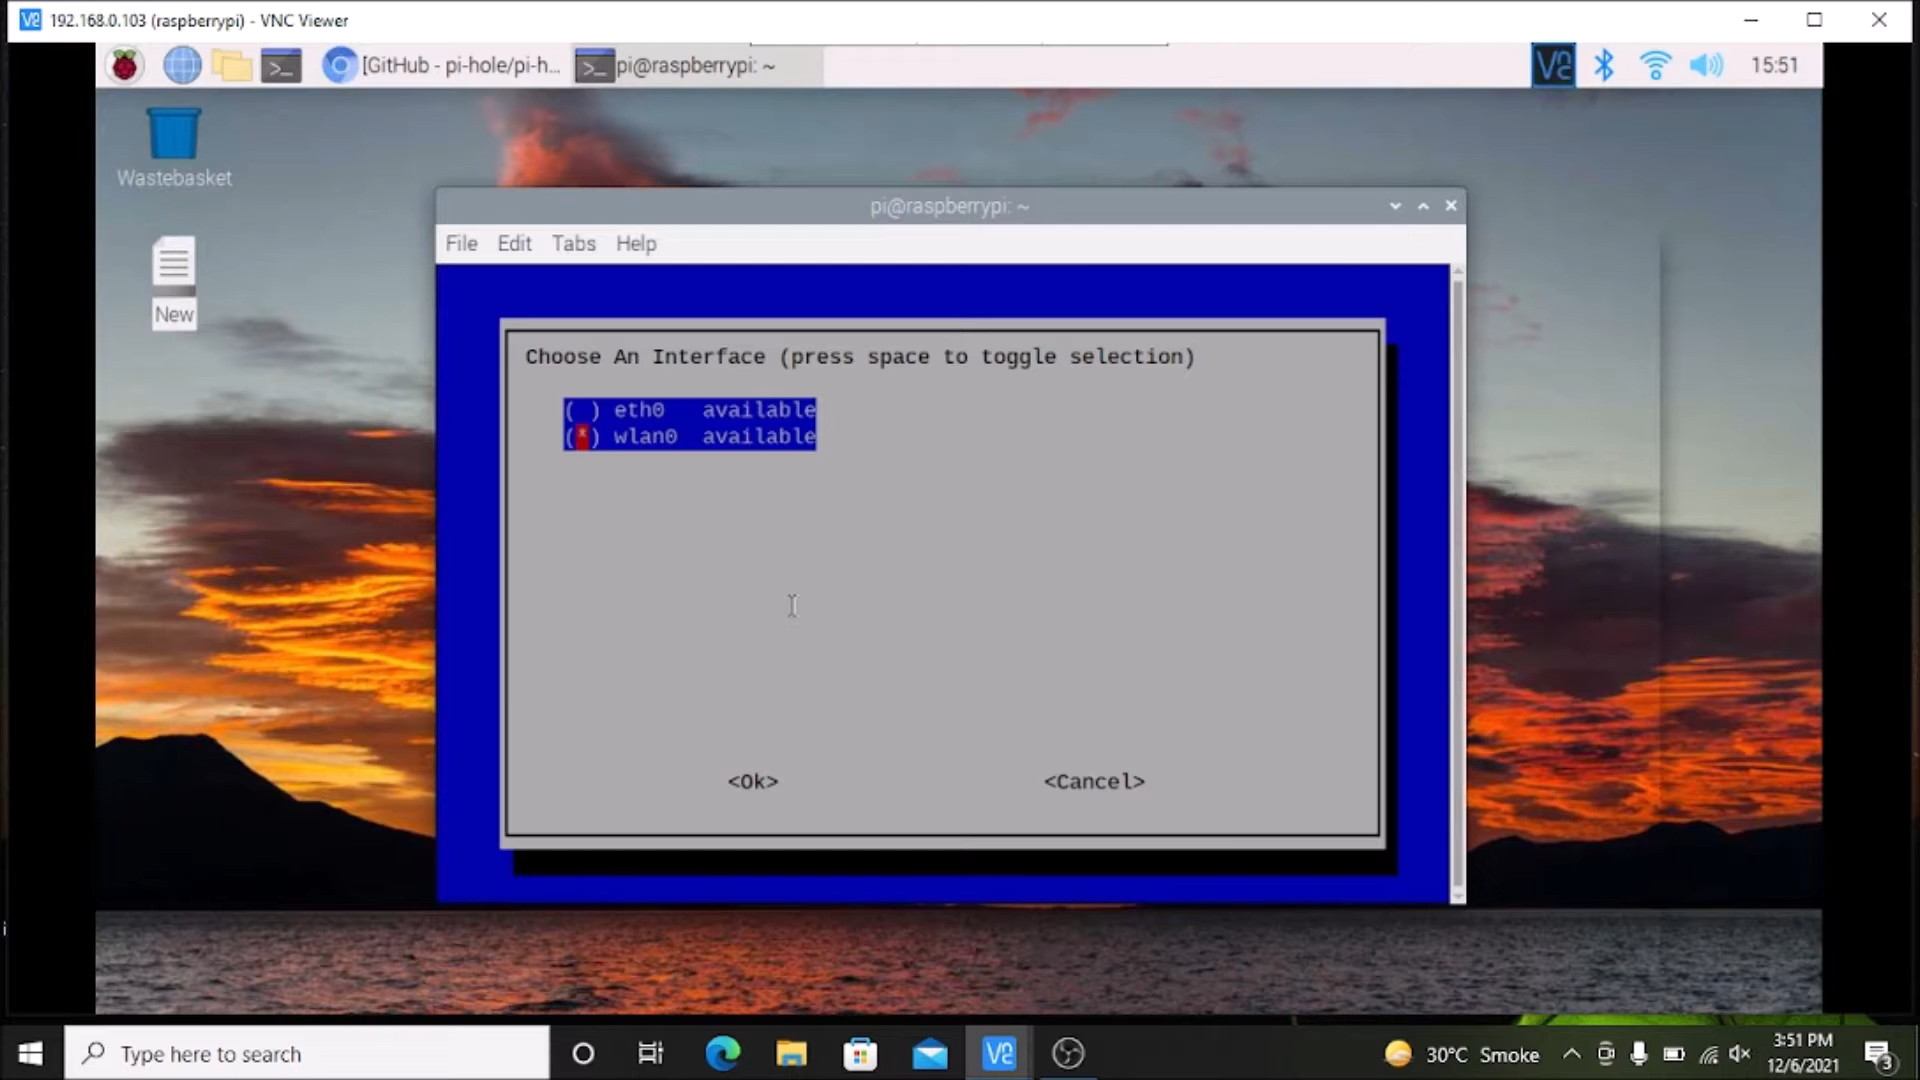 192.168.0.103 (raspberrypi) - VNC Viewer
[GitHub - pi-hole/pi-h...
pi@raspberrypi: ~
15:51
Wastebasket
New
pi@raspberrypi: ~
File Edit Tabs Help
Choose An Interface (press space to toggle selection)
( ) eth0 available
(*) wlan0 available
<Ok> <Cancel>
Type here to search
30°C Smoke
3:51 PM
12/6/2021
3